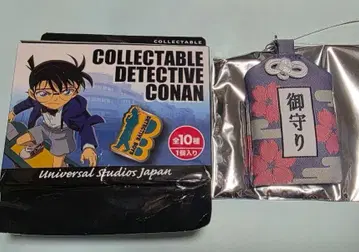 COLLECTABLE
COLLECTABLE
DETECTIVE
CONAN
全10種
1個入り
Universal Studios Japan
御守り